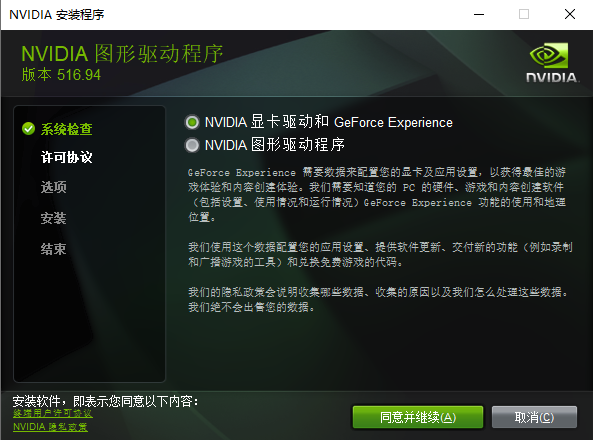 NVIDIA 安装程序
NVIDIA 图形驱动程序
版本 516.94
NVIDIA.
系统检查
许可协议
选项
安装
结束
NVIDIA 显卡驱动和 GeForce Experience
NVIDIA 图形驱动程序
GeForce Experience 需要数据来配置您的显卡及应用设置，以获得最佳的游
戏体验和内容创建体验。我们需要知道您的 PC 的硬件、游戏和内容创建软件
（包括设置、使用情况和运行情况）GeForce Experience 功能的使用和地理
位置。
我们使用这个数据配置您的应用设置、提供软件更新、交付新的功能（例如录制
和广播游戏的工具）和兑换免费游戏的代码。
我们的隐私政策会说明收集哪些数据、收集的原因以及我们怎么处理这些数据。
我们绝不会出售您的数据。
安装软件，即表示您同意以下内容：
终端用户许可协议
NVIDIA 隐私政策
同意并继续(A)
取消(C)